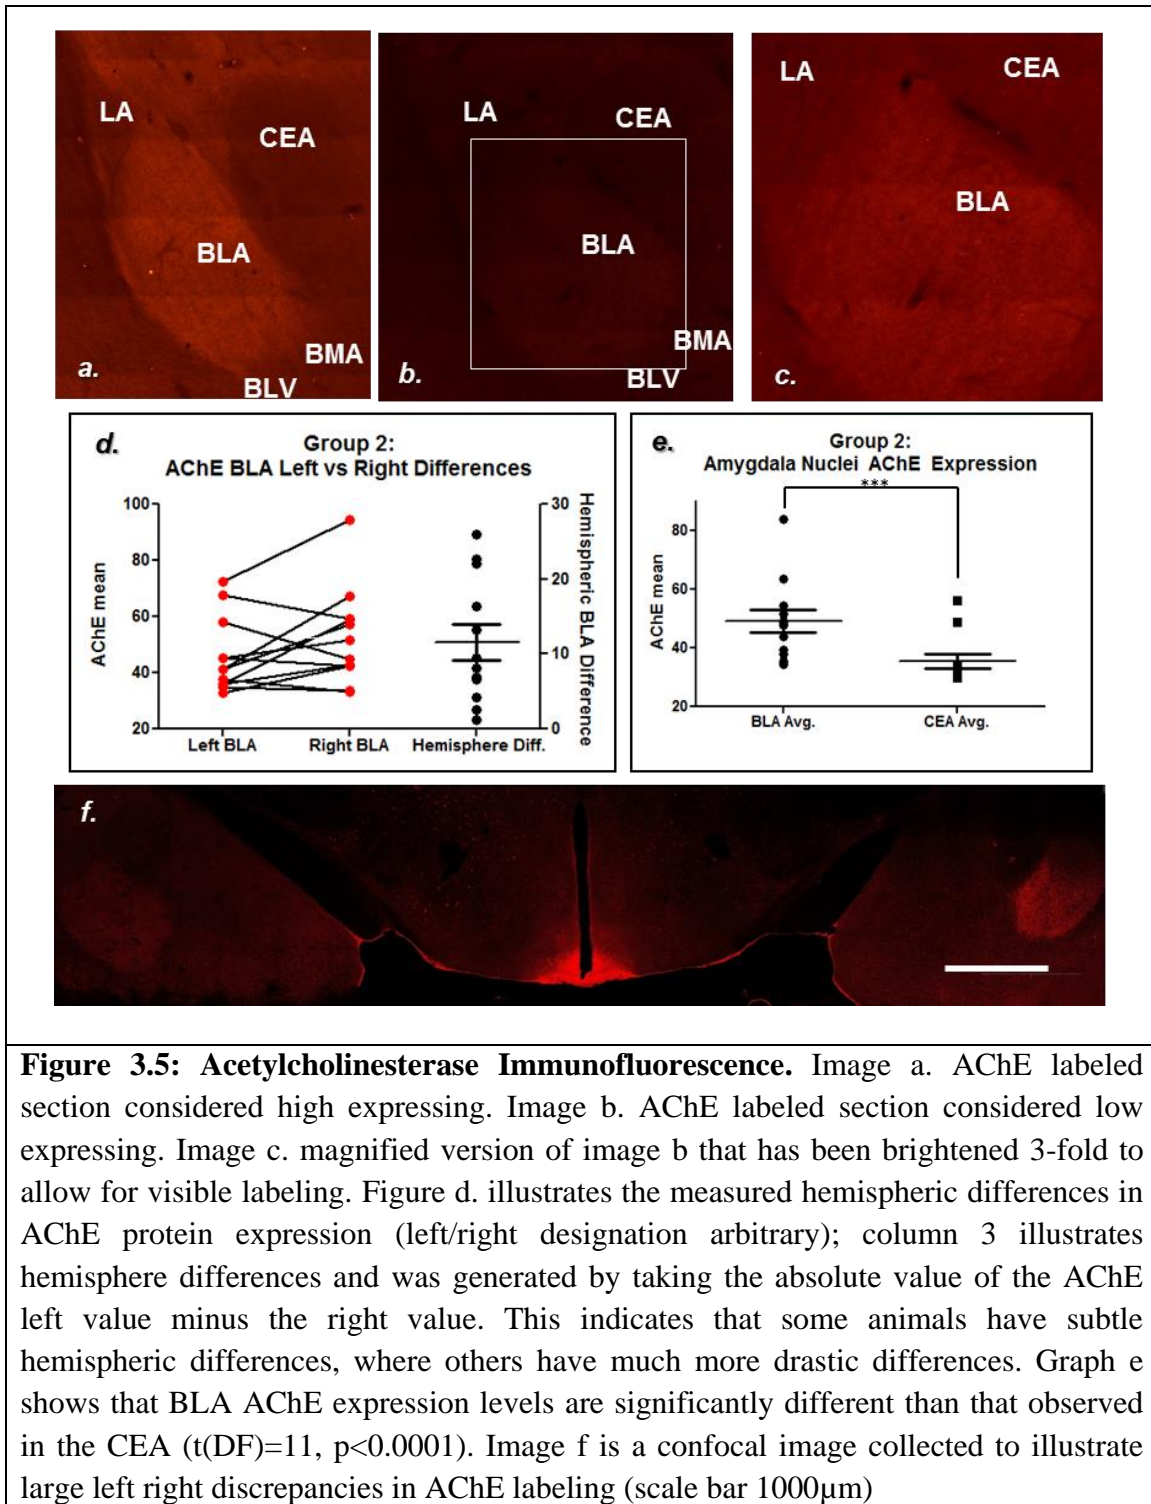 LA
CEA
BLA
BMA
BLV
a.
LA
CEA
BLA
BMA
BLV
b.
LA
CEA
BLA
c.
d.
Group 2:
AChE BLA Left vs Right Differences
100
80
60
40
20
AChE mean
30
20
10
0
Hemispheric BLA Difference
Left BLA
Right BLA
Hemisphere Diff.
e.
Group 2:
Amygdala Nuclei AChE Expression
***
80
60
40
20
AChE mean
BLA Avg.
CEA Avg.
f.
Figure 3.5: Acetylcholinesterase Immunofluorescence. Image a. AChE labeled
section considered high expressing. Image b. AChE labeled section considered low
expressing. Image c. magnified version of image b that has been brightened 3-fold to
allow for visible labeling. Figure d. illustrates the measured hemispheric differences in
AChE protein expression (left/right designation arbitrary); column 3 illustrates
hemisphere differences and was generated by taking the absolute value of the AChE
left value minus the right value. This indicates that some animals have subtle
hemispheric differences, where others have much more drastic differences. Graph e
shows that BLA AChE expression levels are significantly different than that observed
in the CEA (t(DF)=11, p<0.0001). Image f is a confocal image collected to illustrate
large left right discrepancies in AChE labeling (scale bar 1000µm)